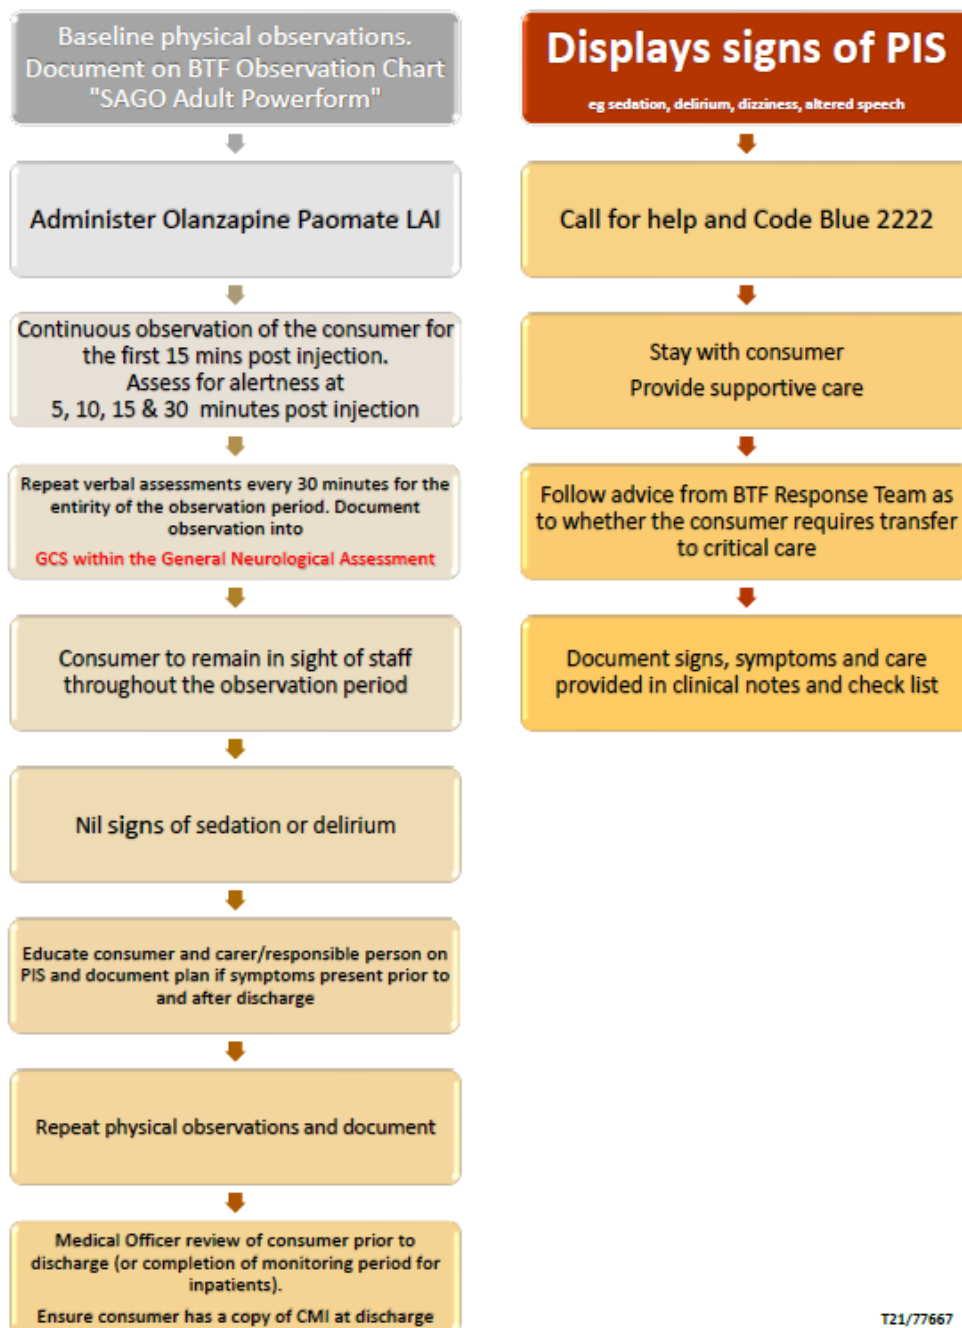 Baseline physical observations.
Document on BTF Observation Chart
"SAGO Adult Powerform"
Administer Olanzapine Paomate LAI
Continuous observation of the consumer for
the first 15 mins post injection.
Assess for alertness at
5, 10, 15 & 30 minutes post injection
Repeat verbal assessments every 30 minutes for the
entirity of the observation period. Document
observation into
GCS within the General Neurological Assessment
Consumer to remain in sight of staff
throughout the observation period
Nil signs of sedation or delirium
Educate consumer and carer/responsible person on
PIS and document plan if symptoms present prior to
and after discharge
Repeat physical observations and document
Medical Officer review of consumer prior to
discharge (or completion of monitoring period for
inpatients).
Ensure consumer has a copy of CMI at discharge
Displays signs of PIS
eg sedation, delirium, dizziness, altered speech
Call for help and Code Blue 2222
Stay with consumer
Provide supportive care
Follow advice from BTF Response Team as
to whether the consumer requires transfer
to critical care
Document signs, symptoms and care
provided in clinical notes and check list
T21/77667